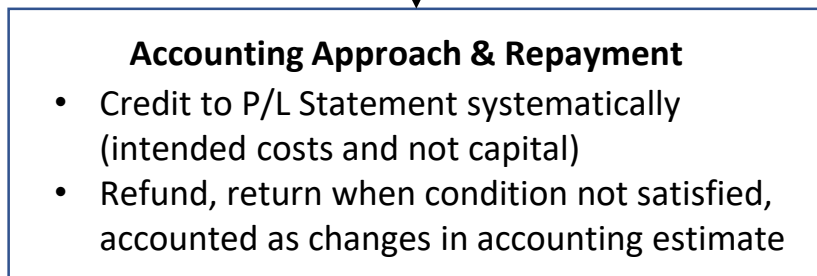 Accounting Approach & Repayment
• Credit to P/L Statement systematically
(intended costs and not capital)
• Refund, return when condition not satisfied,
accounted as changes in accounting estimate